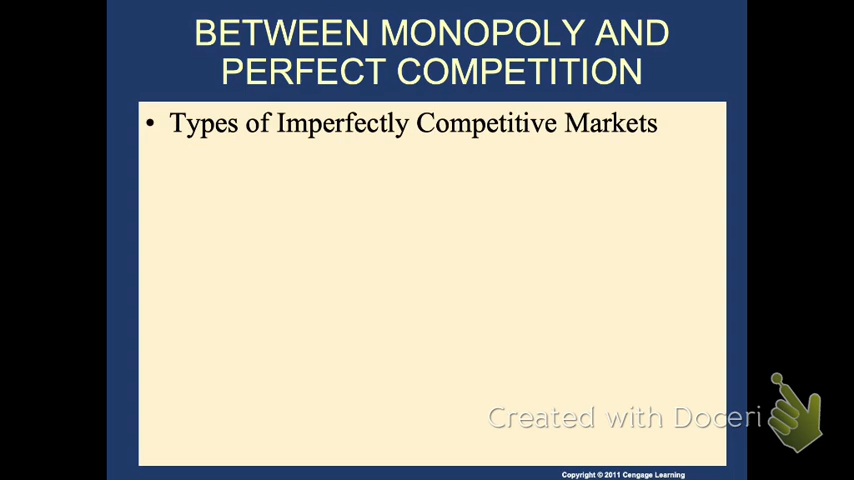 BETWEEN MONOPOLY AND
PERFECT COMPETITION
• Types of Imperfectly Competitive Markets
Created with Doceri
Copyright © 2011 Cengage Learning